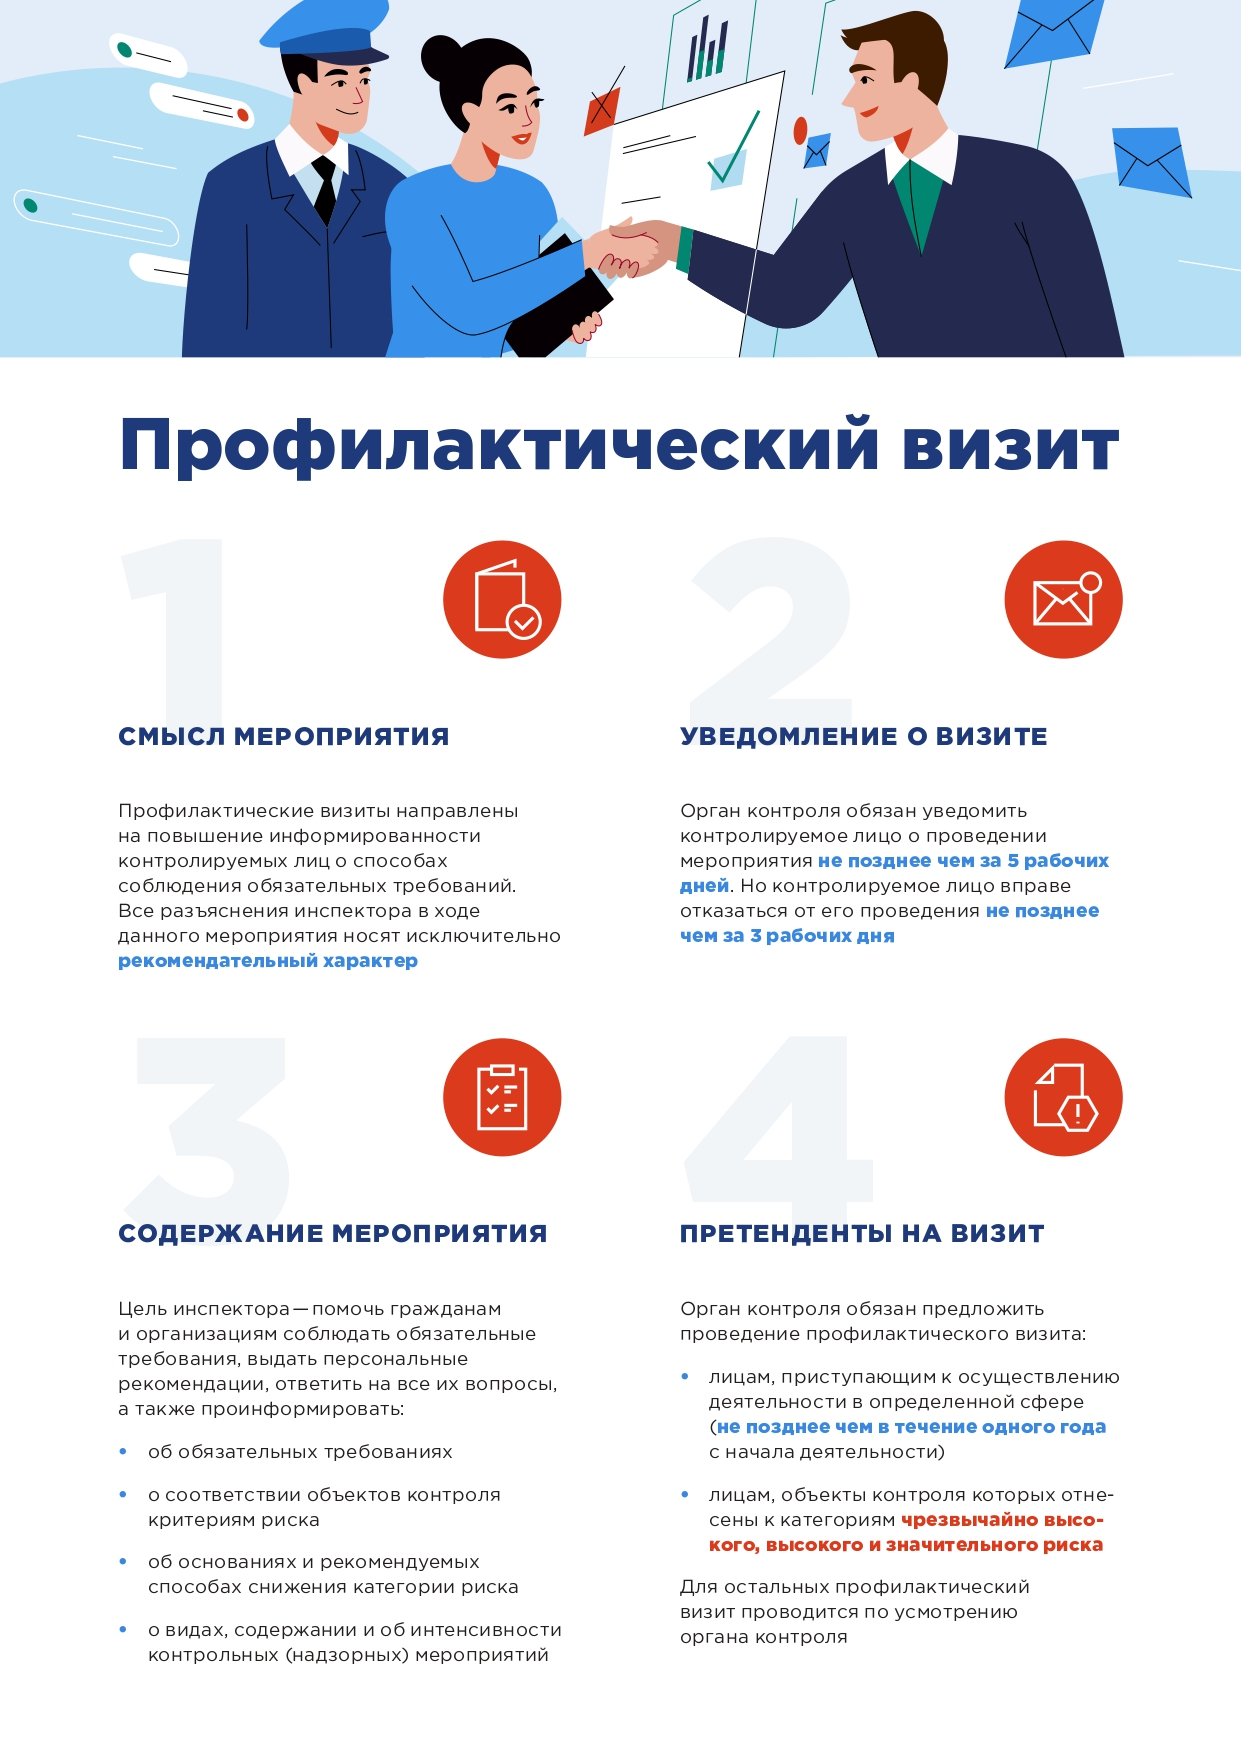 Профилактический визит
1
СМЫСЛ МЕРОПРИЯТИЯ
Профилактические визиты направлены
на повышение информированности
контролируемых лиц о способах
соблюдения обязательных требований.
Все разъяснения инспектора в ходе
данного мероприятия носят исключительно
рекомендательный характер
2
УВЕДОМЛЕНИЕ О ВИЗИТЕ
Орган контроля обязан уведомить
контролируемое лицо о проведении
мероприятия не позднее чем за 5 рабочих
дней. Но контролируемое лицо вправе
отказаться от его проведения не позднее
чем за 3 рабочих дня
3
СОДЕРЖАНИЕ МЕРОПРИЯТИЯ
Цель инспектора — помочь гражданам
и организациям соблюдать обязательные
требования, выдать персональные
рекомендации, ответить на все их вопросы,
а также проинформировать:
• об обязательных требованиях
• о соответствии объектов контроля
критериям риска
• об основаниях и рекомендуемых
способах снижения категории риска
• о видах, содержании и об интенсивности
контрольных (надзорных) мероприятий
4
ПРЕТЕНДЕНТЫ НА ВИЗИТ
Орган контроля обязан предложить
проведение профилактического визита:
• лицам, приступающим к осуществлению
деятельности в определенной сфере
(не позднее чем в течение одного года
с начала деятельности)
• лицам, объекты контроля которых отне-
сены к категориям чрезвычайно высо-
кого, высокого и значительного риска
Для остальных профилактический
визит проводится по усмотрению
органа контроля